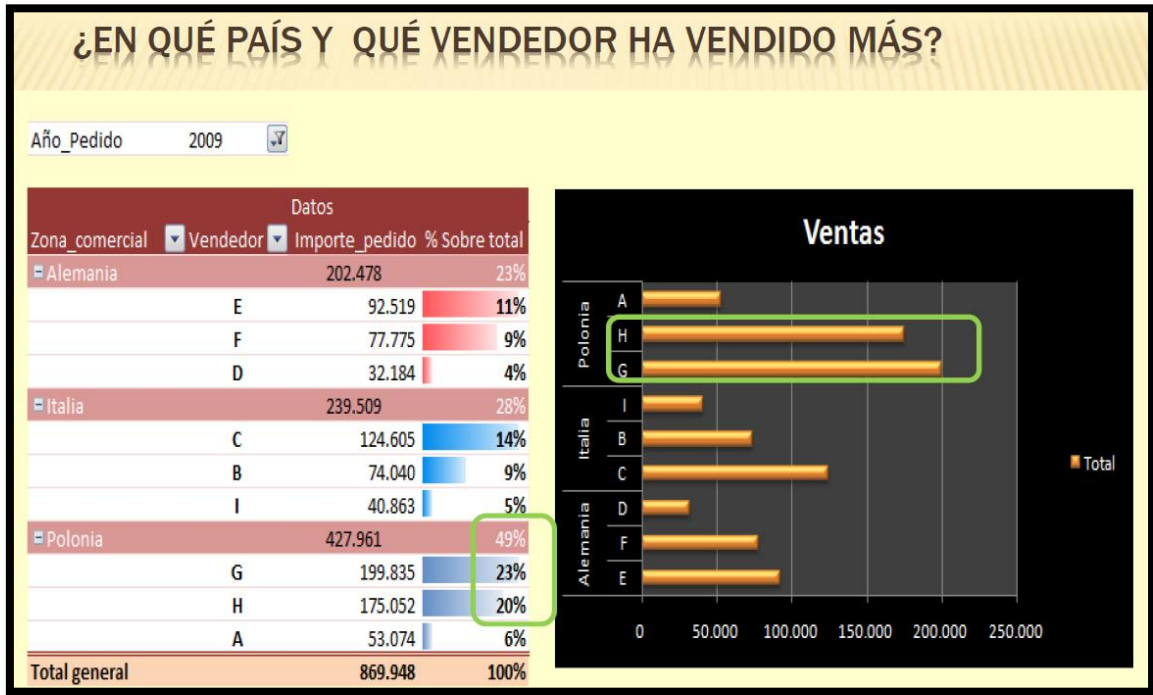 ¿EN QUÉ PAÍS Y QUÉ VENDEDOR HA VENDIDO MÁS?
Año_Pedido 2009
Datos
Zona_comercial Vendedor Importe_pedido % Sobre total
Alemania 202.478 23%
E 92.519 11%
F 77.775 9%
D 32.184 4%
Italia 239.509 28%
C 124.605 14%
B 74.040 9%
I 40.863 5%
Polonia 427.961 49%
G 199.835 23%
H 175.052 20%
A 53.074 6%
Total general 869.948 100%
Ventas
Polonia
A
H
G
Italia
I
B
C
Alemania
D
F
E
0 50.000 100.000 150.000 200.000 250.000
Total